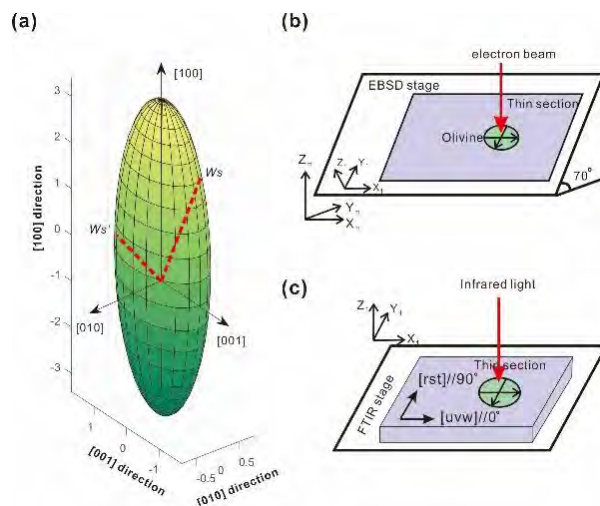 (a)
[100]
3
2
1
0
-1
-2
-3
[100] direction
Ws
Ws'
[010]
[001]
1
0
-1
[001] direction
-0.5
0
0.5
[010] direction
(b)
electron beam
EBSD stage
Thin section
Olivine
70°
(c)
Infrared light
Thin section
[rst]//90°
[uvw]//0°
FTIR stage